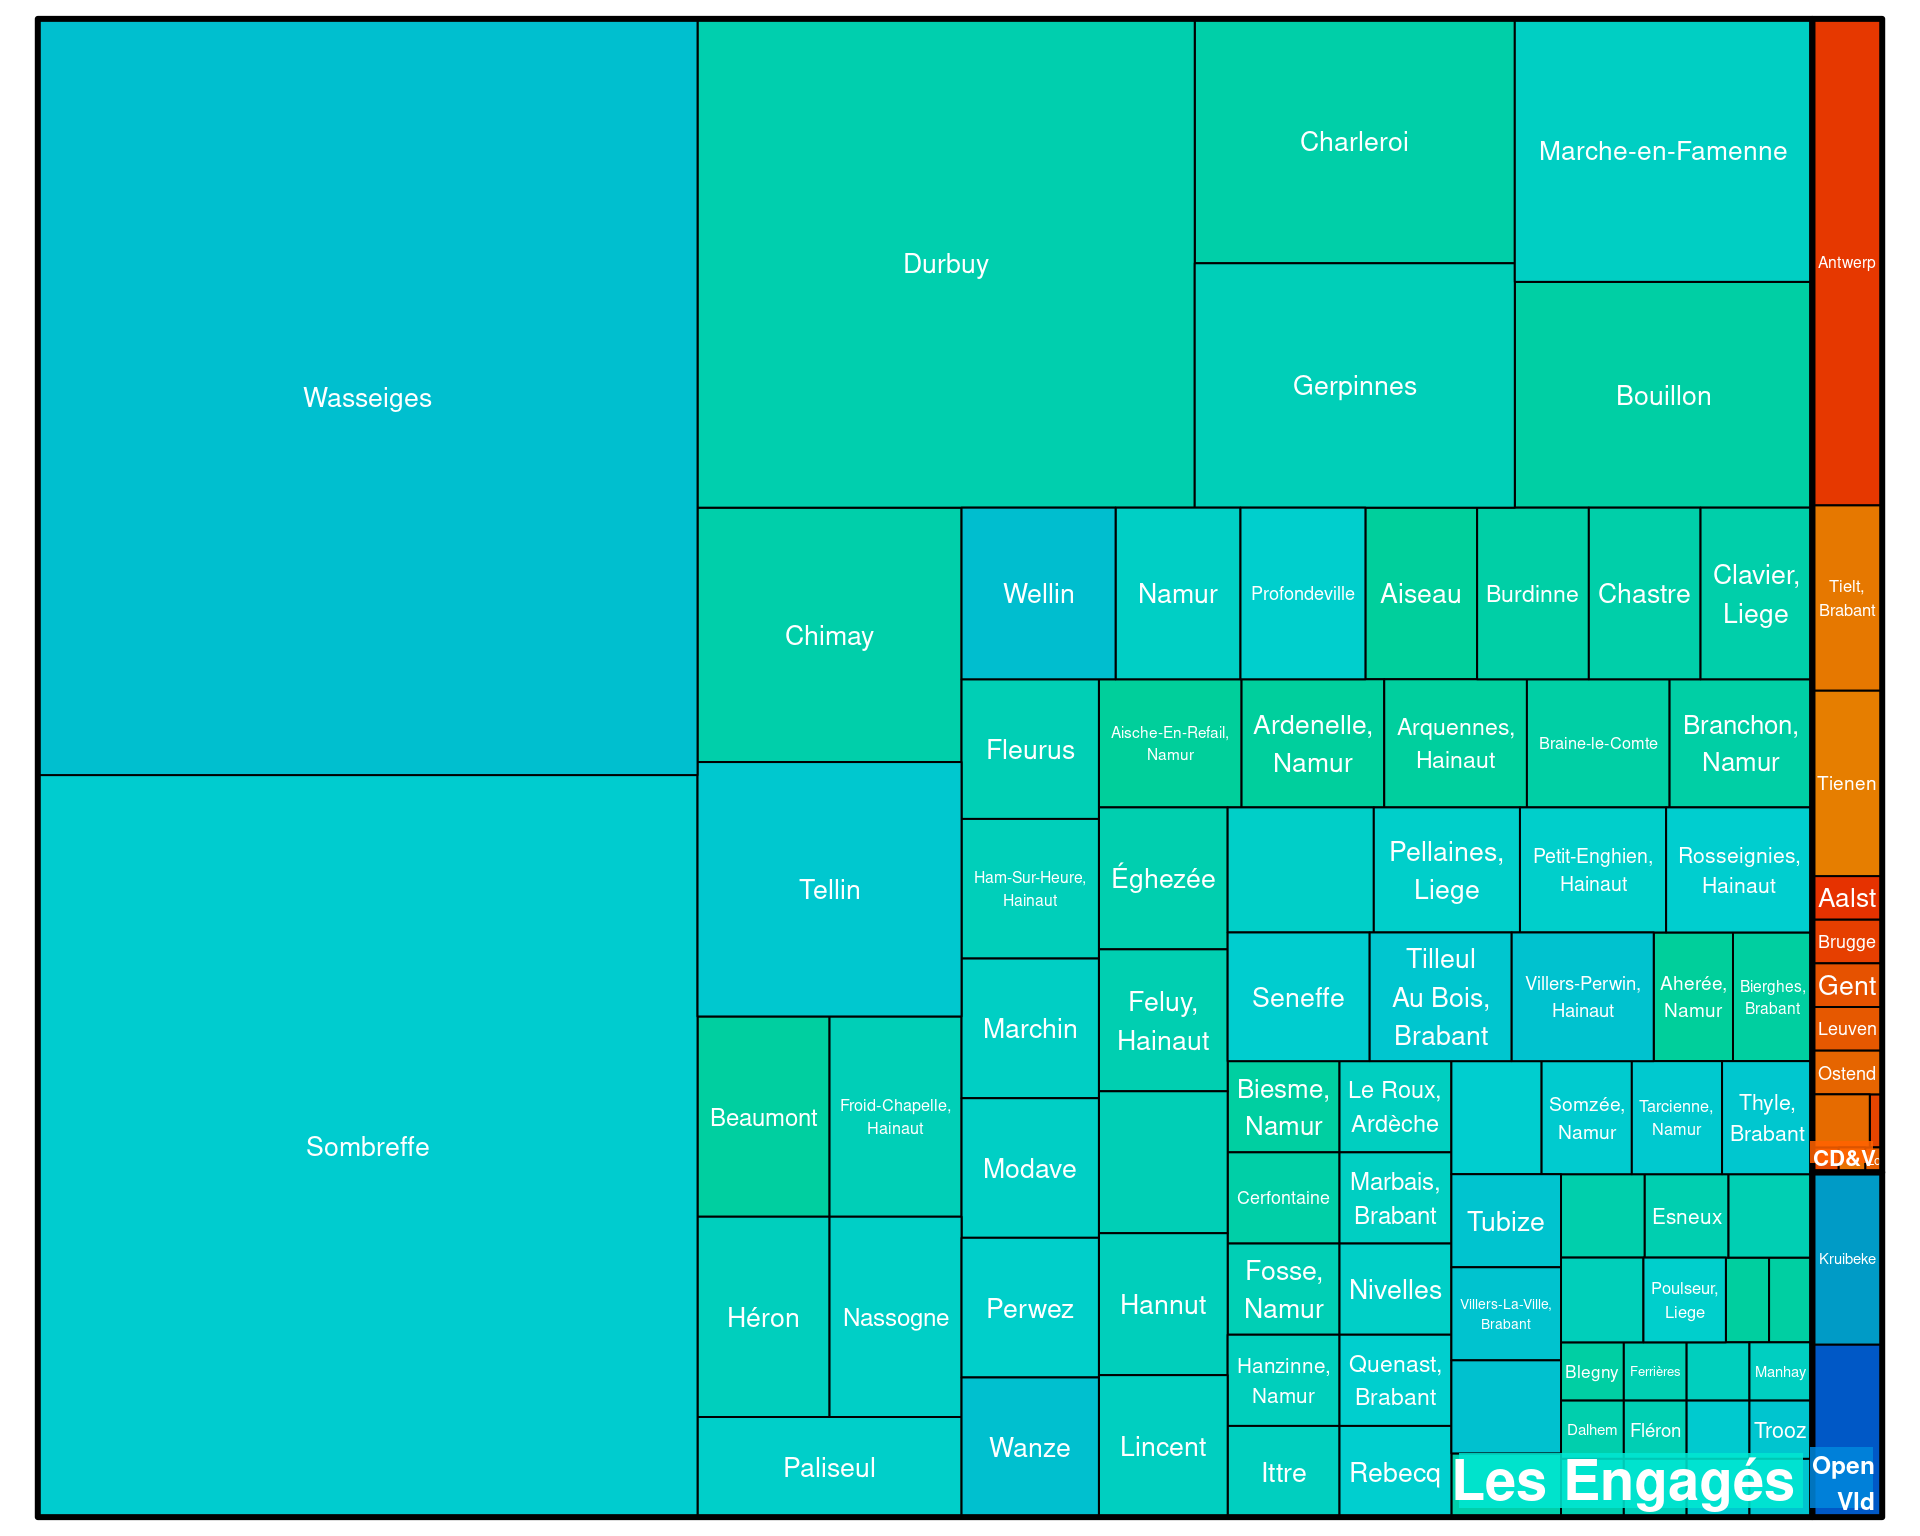 Wasseiges
Sombreffe
Durbuy
Charleroi
Gerpinnes
Marche-en-Famenne
Bouillon
Chimay
Tellin
Beaumont
Froid-Chapelle,
Hainaut
Héron
Nassogne
Paliseul
Wellin
Namur
Profondeville
Aiseau
Burdinne
Chastre
Clavier,
Liege
Fleurus
Ham-Sur-Heure,
Hainaut
Marchin
Modave
Perwez
Wanze
Aische-En-Refail,
Namur
Ardenelle,
Namur
Arquennes,
Hainaut
Braine-le-Comte
Branchon,
Namur
Éghezée
Feluy,
Hainaut
Hannut
Lincent
Pellaines,
Liege
Petit-Enghien,
Hainaut
Rosseignies,
Hainaut
Seneffe
Tilleul
Au Bois,
Brabant
Villers-Perwin,
Hainaut
Aherée,
Namur
Bierghes,
Brabant
Biesme,
Namur
Cerfontaine
Fosse,
Namur
Hanzinne,
Namur
Ittre
Le Roux,
Ardèche
Marbais,
Brabant
Nivelles
Quenast,
Brabant
Rebecq
Somzée,
Namur
Tarcienne,
Namur
Thyle,
Brabant
Tubize
Villers-La-Ville,
Brabant
Esneux
Poulseur,
Liege
Blegny
Ferrières
Manhay
Dalhem
Fléron
Trooz
Les Engagés
Antwerp
Tielt,
Brabant
Tienen
Aalst
Brugge
Gent
Leuven
Ostend
CD&V
Kruibeke
Open
Vld